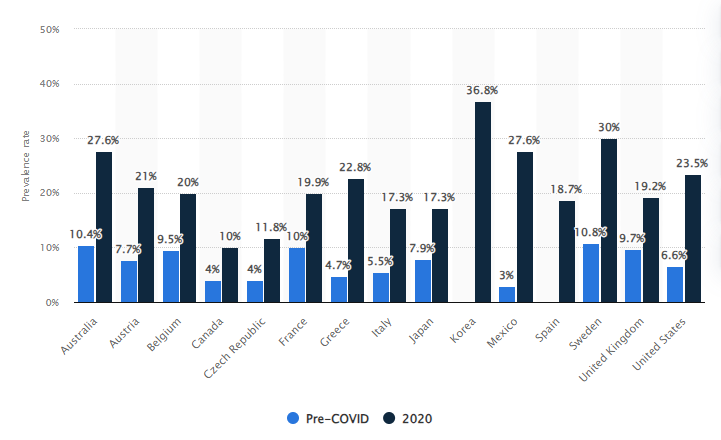 50%
40%
30%
20%
10%
0%
Prevalence rate
10.4%
27.6%
7.7%
21%
9.5%
20%
4%
10%
4%
11.8%
10%
19.9%
4.7%
22.8%
5.5%
17.3%
7.9%
17.3%
36.8%
3%
27.6%
18.7%
10.8%
30%
9.7%
19.2%
6.6%
23.5%
Australia
Austria
Belgium
Canada
Czech Republic
France
Greece
Italy
Japan
Korea
Mexico
Spain
Sweden
United Kingdom
United States
Pre-COVID 2020